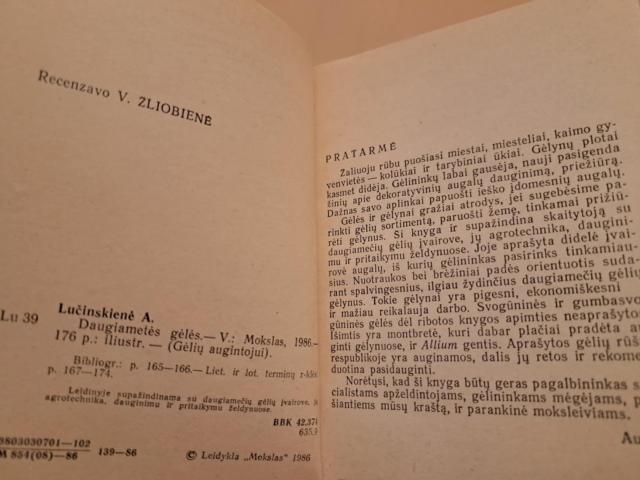 Recenzavo V. ŽLIOBIENĖ
Lu 39
Lučinskienė A.
Daugiametės gėlės.— V.: Mokslas, 1986.—
176 p.: iliustr. — (Gėlių augintojui).
Bibliogr.: p. 165—166.— Liet. ir lot. terminų r-klės:
p. 167—174.
Leidinyje supažindinama su daugiamečių gėlių įvairove, jų
agrotechnika, dauginimu ir pritaikymu želdynuose.
BBK 42.37
635.9
3803030701—102
M 854(08)—86
139—86
© Leidykla „Mokslas" 1986
PRATARMĖ
Žaliuoju rūbu puošiasi miestai, miesteliai, kaimo gy-
venvietės — kolūkiai ir tarybiniai ūkiai. Gėlynų plotai
kasmet didėja. Gėlininkų labai gausėja, nauji pasigenda
žinių apie dekoratyvinių augalų dauginimą, priežiūrą.
Dažnas savo aplinkai papuošti ieško įdomesnių augalų.
Gėlės ir gėlynai gražiai atrodys, jei sugebėsime pa-
rinkti gėlių sortimentą, paruošti žemę, tinkamai prižiū-
rėti gėlynus. Ši knyga ir supažindina skaitytoją su
daugiamečių gėlių įvairove, jų agrotechnika, daugini-
mu ir pritaikymu želdynuose. Joje aprašyta didelė įvai-
rovė augalų, iš kurių gėlininkas pasirinks tinkamiau-
sius. Nuotraukos bei brėžiniai padės orientuotis suda-
rant spalvingesnius, ilgiau žydinčius daugiamečių gėlių
gėlynus. Tokie gėlynai yra pigesni, ekonomiškesni
ir mažiau reikalauja darbo. Svogūninės ir gumbasvo-
gūninės gėlės dėl ribotos knygos apimties neaprašytos.
Išimtis yra montbretė, kuri dabar plačiai pradėta au-
ginti gėlynuose, ir Allium gentis. Aprašytos gėlių rūš
respublikoje yra auginamos, dalis jų retos ir rekome
duotina pasidauginti.
Norėtųsi, kad ši knyga būtų geras pagalbininkas s
cialistams apželdintojams, gėlininkams mėgėjams, p
šiantiems mūsų kraštą, ir parankinė moksleiviams.
Au